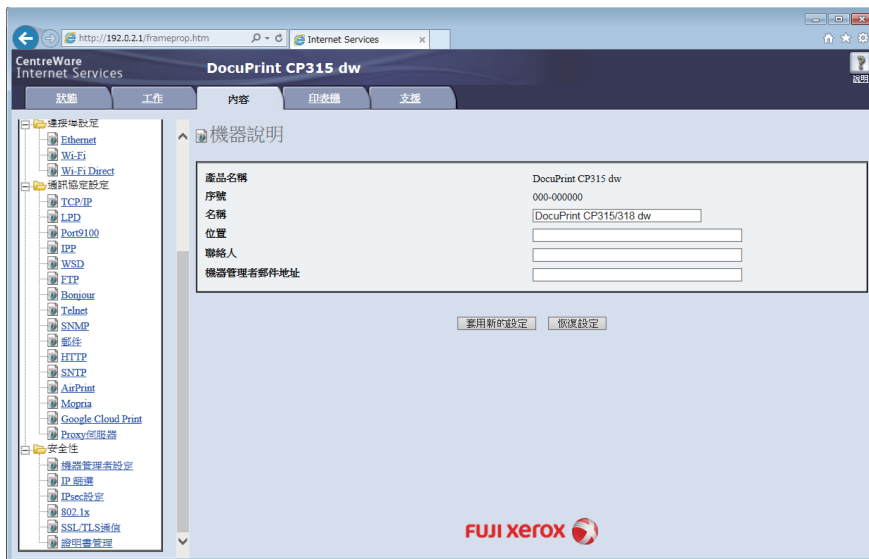 http://192.0.2.1/frameprop.htm
Internet Services
CentreWare
Internet Services
DocuPrint CP315 dw
說明
狀態
工作
內容
印表機
支援
連接埠設定
Ethernet
Wi-Fi
Wi-Fi Direct
通訊協定設定
TCP/IP
LPD
Port9100
IPP
WSD
FTP
Bonjour
Telnet
SNMP
郵件
HTTP
SNTP
AirPrint
Mopria
Google Cloud Print
Proxy伺服器
安全性
機器管理者設定
IP 篩選
IPsec設定
802.1x
SSL/TLS通信
證明書管理
機器說明
產品名稱 DocuPrint CP315 dw
序號 000-000000
名稱 DocuPrint CP315/318 dw
位置
聯絡人
機器管理者郵件地址
套用新的設定 恢復設定
FUJI xerox